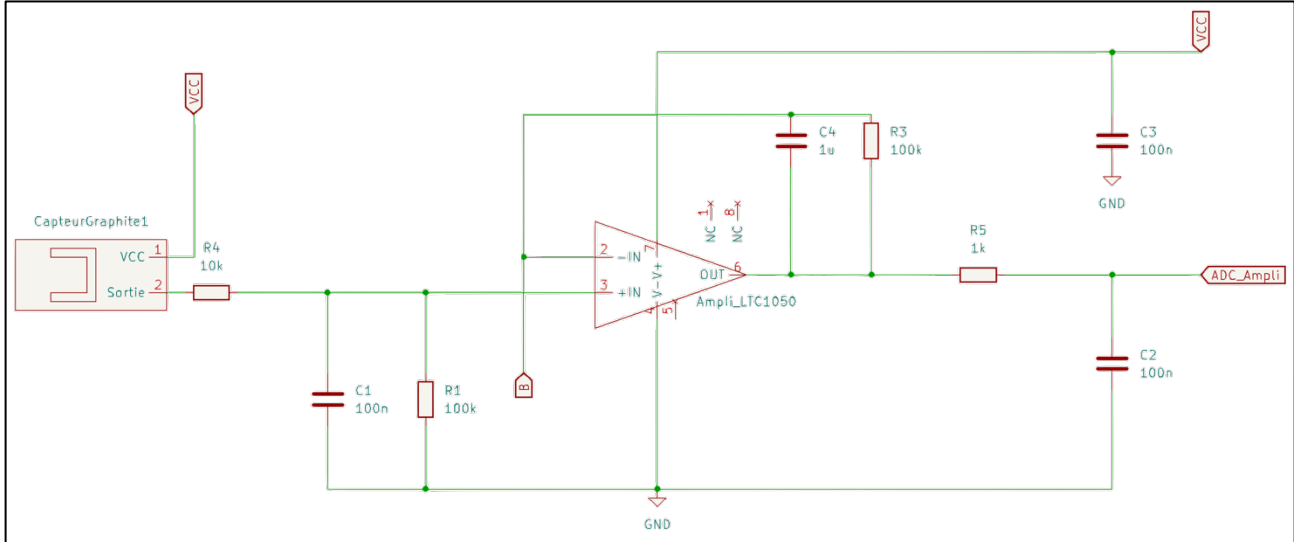 VCC
VCC
CapteurGraphite1
VCC
1
Sortie
2
R4
10k
C1
100n
R1
100k
B
2
-IN
3
+IN
7
V+
V-
4
5
NC
1
NC
8
OUT
6
Ampli_LTC1050
C4
1u
R3
100k
C3
100n
GND
R5
1k
ADC_Ampli
C2
100n
GND